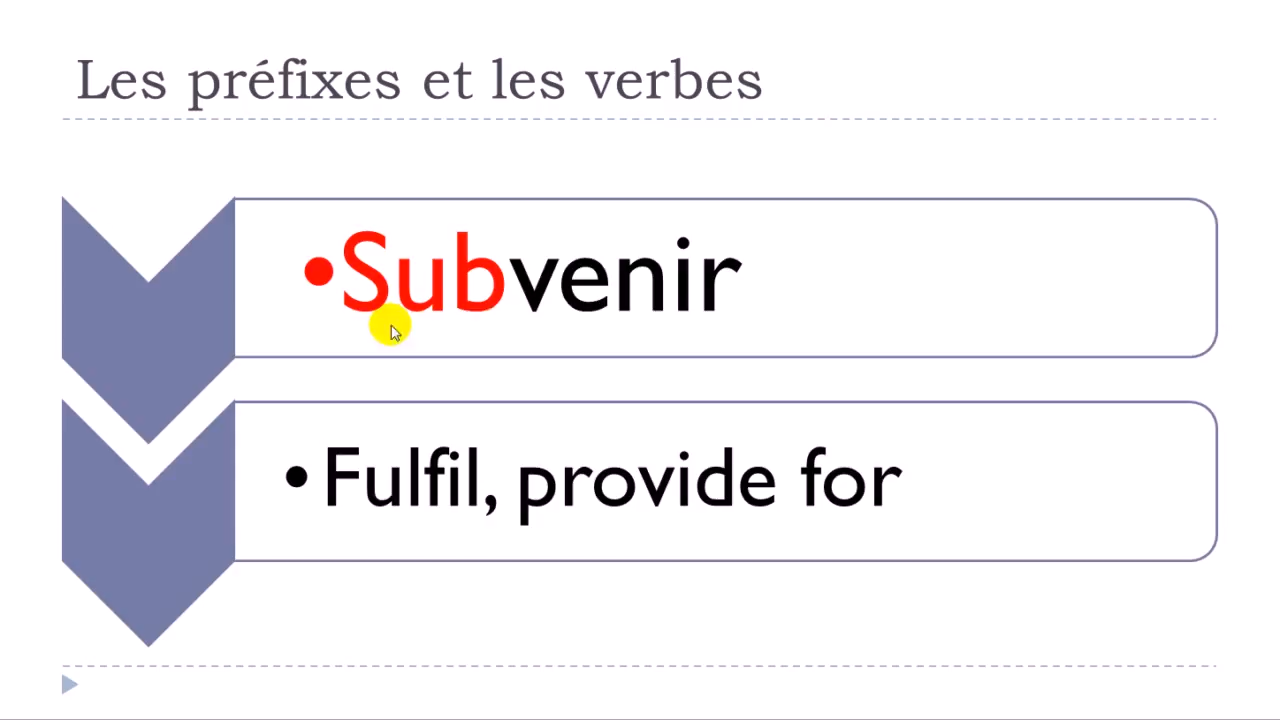 Les préfixes et les verbes
•Subvenir
•Fulfil, provide for